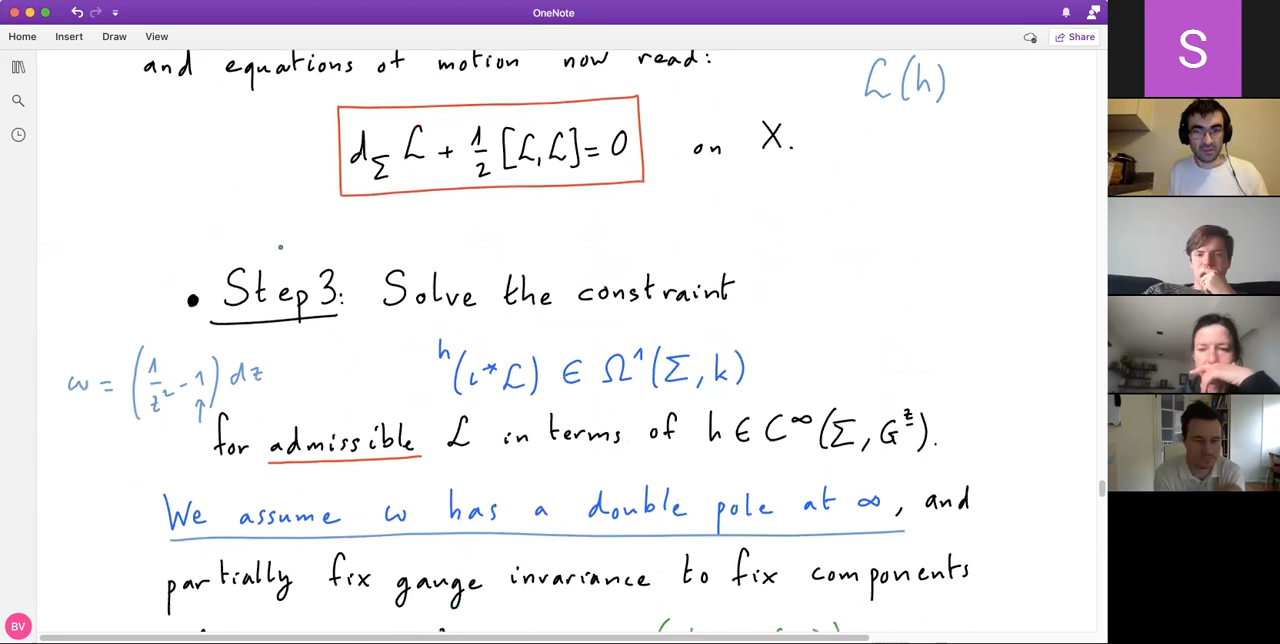 OneNote
Home Insert Draw View
Share
and equations of motion now read:
ℒ(h)
d_Σ ℒ + 1/2 [ℒ, ℒ] = 0 on X.
• Step 3: Solve the constraint
ω = (1/z² - 1) dz
↑
ʰ(ι*ℒ) ∈ Ω¹(Σ, k)
for admissible ℒ in terms of h ∈ C^∞(Σ, G^z).
We assume ω has a double pole at ∞, and
partially fix gauge invariance to fix components
S
BV